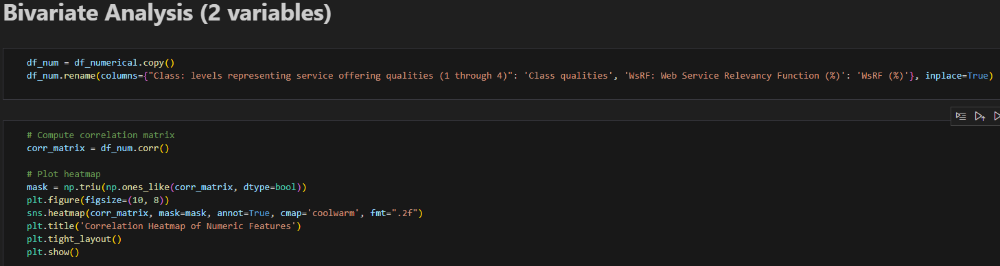 Bivariate Analysis (2 variables)
df_num = df_numerical.copy()
df_num.rename(columns={"Class: levels representing service offering qualities (1 through 4)": 'Class qualities', 'WsRF: Web Service Relevancy Function (%)': 'WsRF (%)'}, inplace=True)
# Compute correlation matrix
corr_matrix = df_num.corr()
# Plot heatmap
mask = np.triu(np.ones_like(corr_matrix, dtype=bool))
plt.figure(figsize=(10, 8))
sns.heatmap(corr_matrix, mask=mask, annot=True, cmap='coolwarm', fmt=".2f")
plt.title('Correlation Heatmap of Numeric Features')
plt.tight_layout()
plt.show()